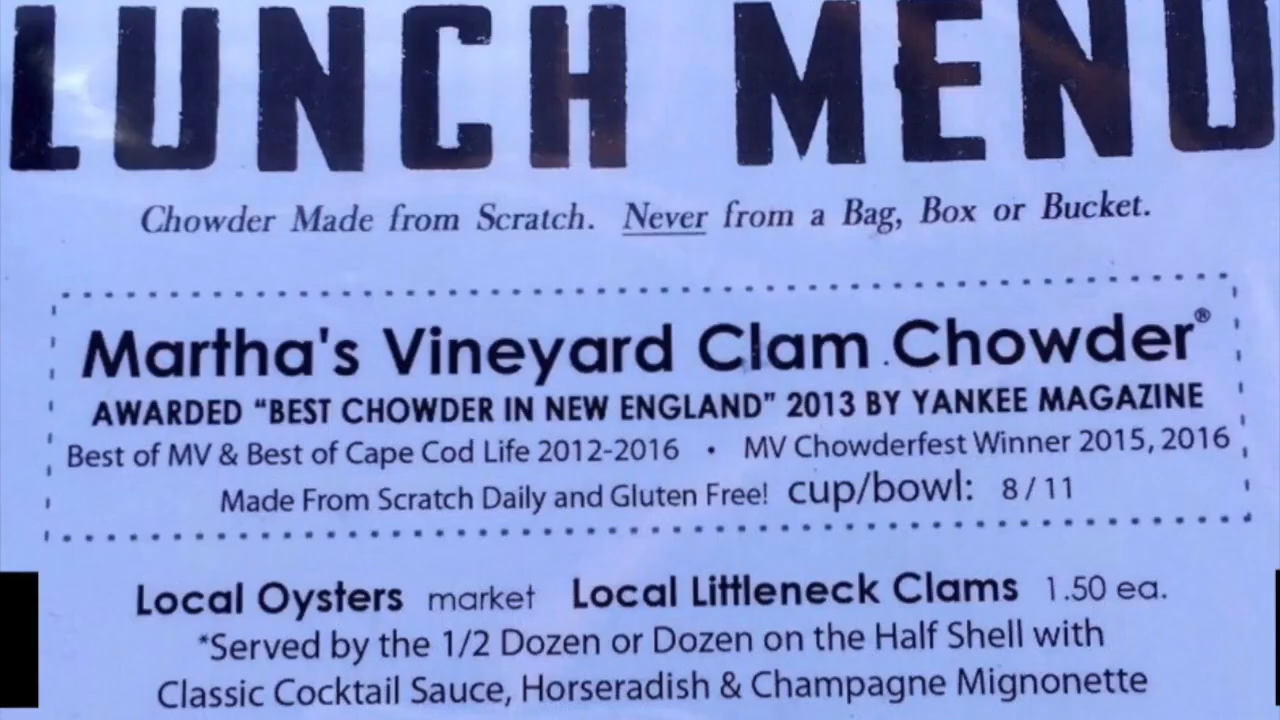 LUNCH MENU
Chowder Made from Scratch. Never from a Bag, Box or Bucket.
Martha's Vineyard Clam Chowder®
AWARDED “BEST CHOWDER IN NEW ENGLAND” 2013 BY YANKEE MAGAZINE
Best of MV & Best of Cape Cod Life 2012-2016 • MV Chowderfest Winner 2015, 2016
Made From Scratch Daily and Gluten Free! cup/bowl: 8 / 11
Local Oysters market Local Littleneck Clams 1.50 ea.
*Served by the 1/2 Dozen or Dozen on the Half Shell with
Classic Cocktail Sauce, Horseradish & Champagne Mignonette